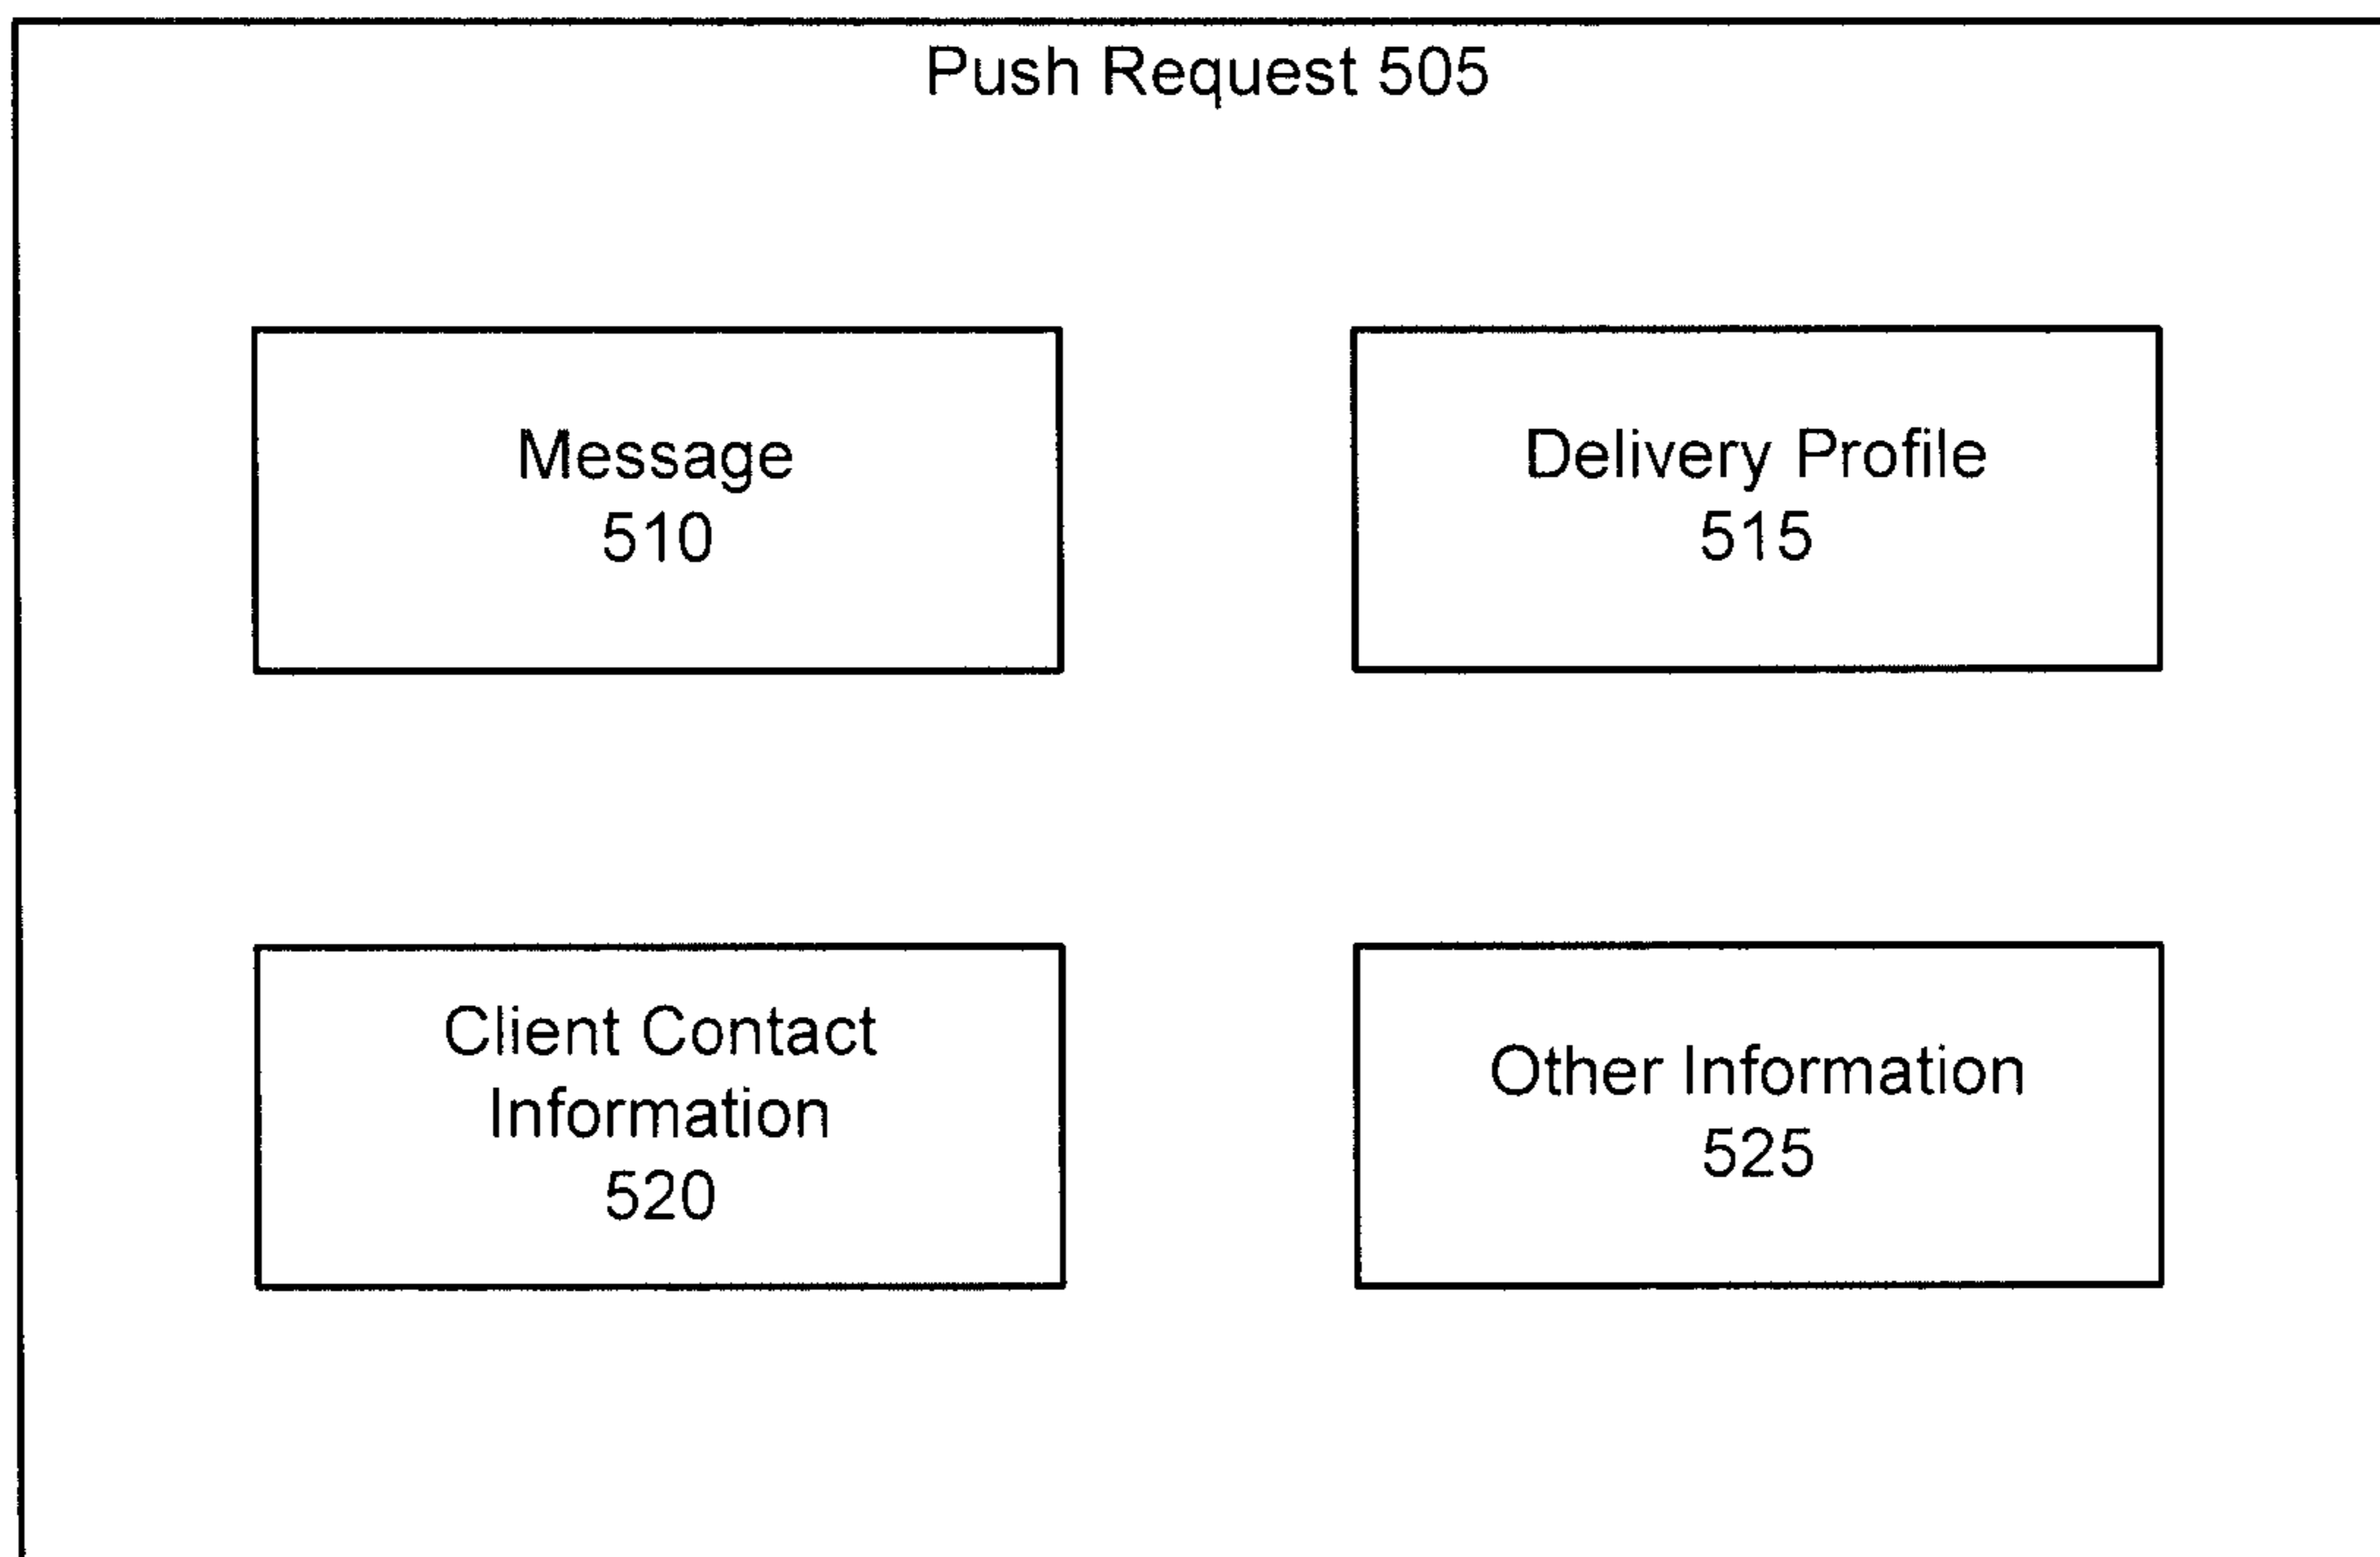 Push Request 505
Message
510
Delivery Profile
515
Client Contact
Information
520
Other Information
525